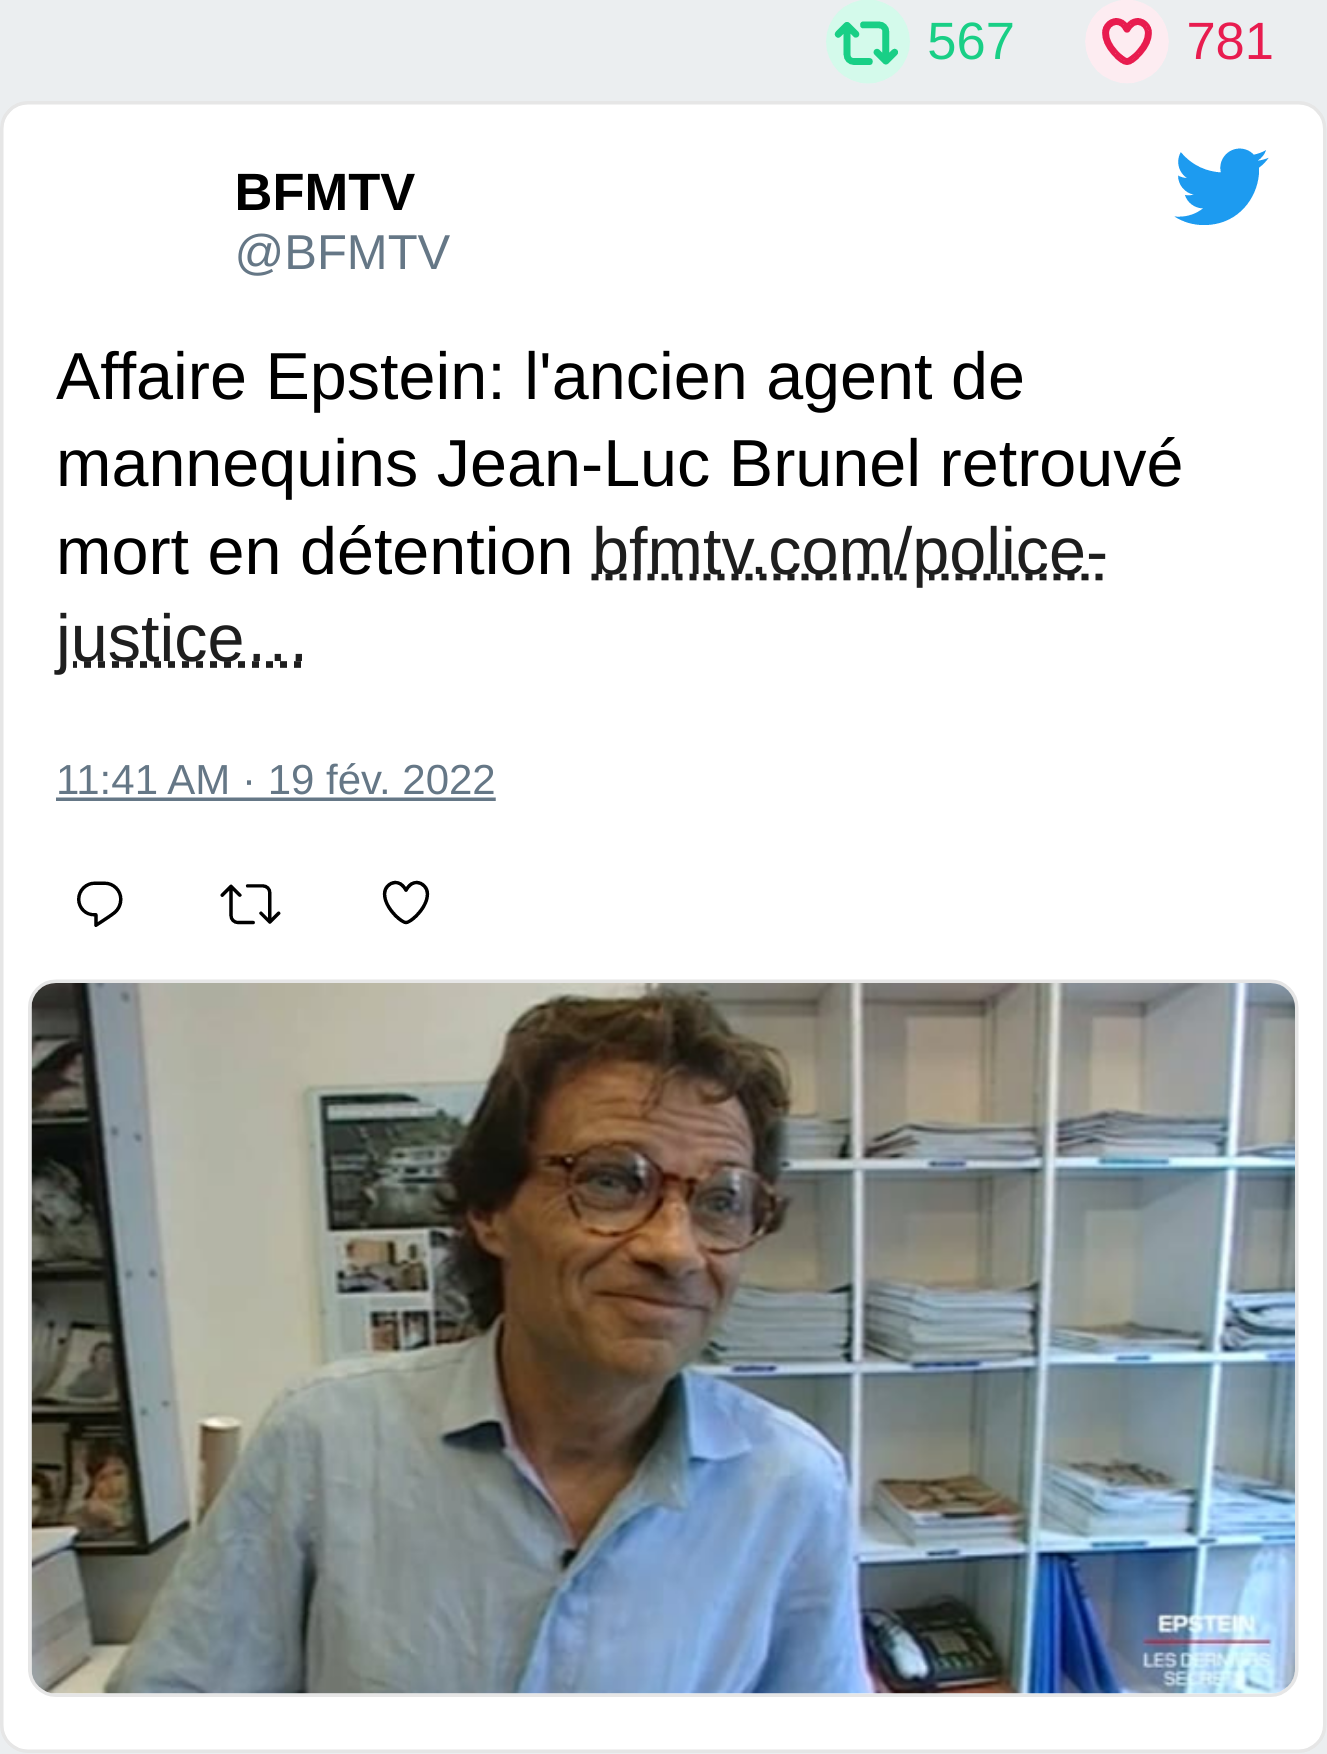 567 781
BFMTV
@BFMTV
Affaire Epstein: l'ancien agent de
mannequins Jean-Luc Brunel retrouvé
mort en détention bfmtv.com/police-
justice…
11:41 AM · 19 fév. 2022
EPSTEIN
LES DERNIERS
SECRETS